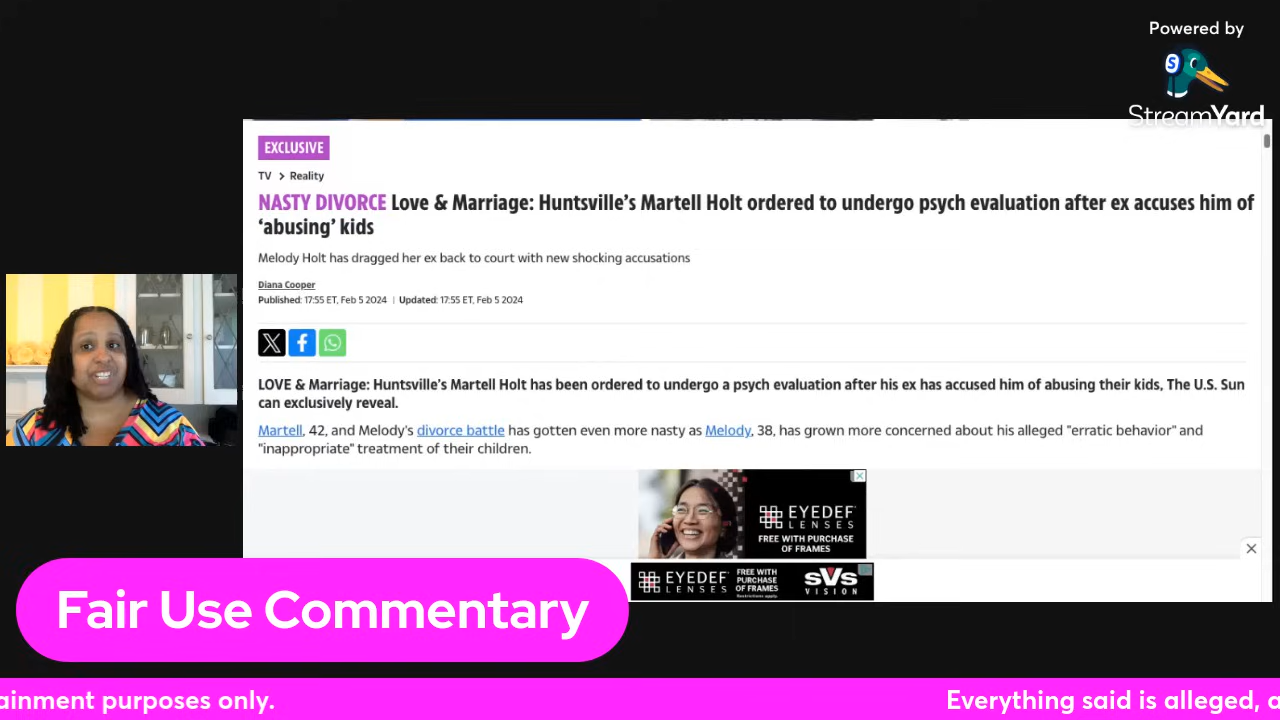 Powered by
StreamYard
EXCLUSIVE
TV > Reality
NASTY DIVORCE Love & Marriage: Huntsville's Martell Holt ordered to undergo psych evaluation after ex accuses him of
‘abusing’ kids
Melody Holt has dragged her ex back to court with new shocking accusations
Diana Cooper
Published: 17:55 ET, Feb 5 2024 | Updated: 17:55 ET, Feb 5 2024
LOVE & Marriage: Huntsville's Martell Holt has been ordered to undergo a psych evaluation after his ex has accused him of abusing their kids, The U.S. Sun
can exclusively reveal.
Martell, 42, and Melody's divorce battle has gotten even more nasty as Melody, 38, has grown more concerned about his alleged "erratic behavior" and
"inappropriate" treatment of their children.
EYEDEF
LENSES
FREE WITH PURCHASE
OF FRAMES
EYEDEF
LENSES
FREE WITH
PURCHASE
OF FRAMES
SVS
VISION
Fair Use Commentary
ainment purposes only.
Everything said is alleged, a